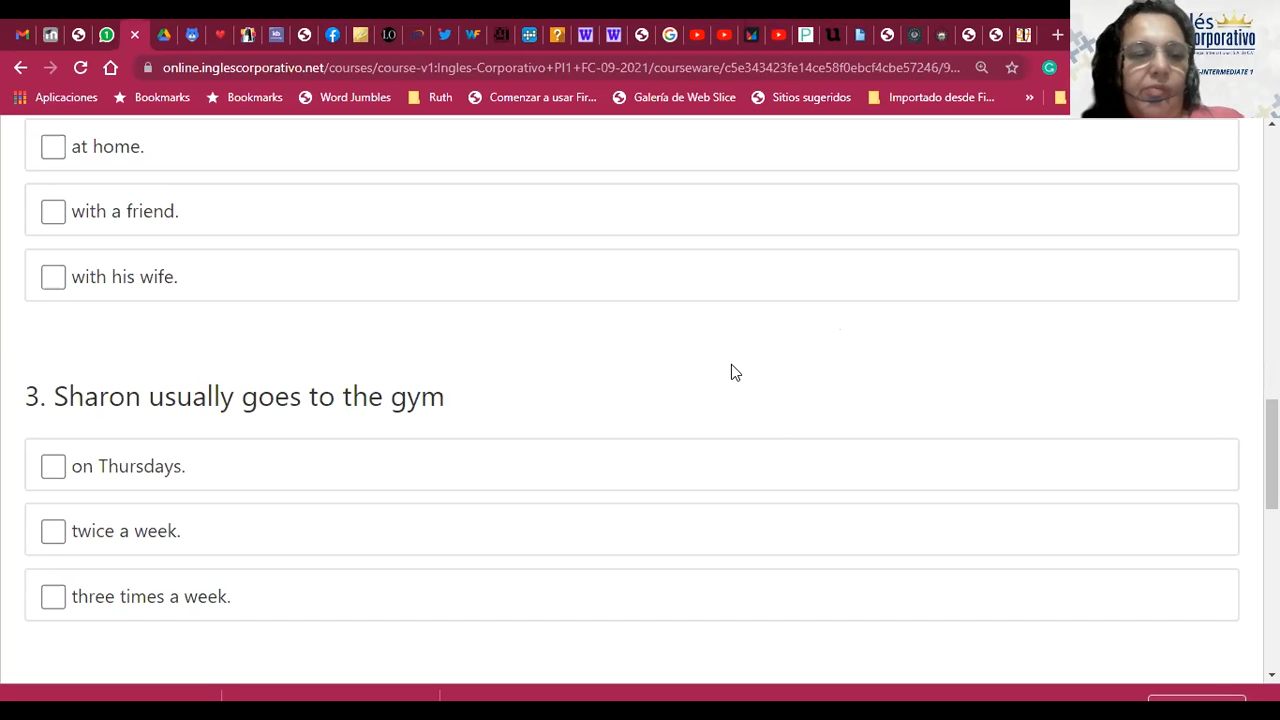 lés
corporativo
-INTERMEDIATE 1
online.inglescorporativo.net/courses/course-v1:Ingles-Corporativo+PI1+FC-09-2021/courseware/c5e343423fe14ce58f0ebcf4cbe57246/9...
Aplicaciones Bookmarks Bookmarks Word Jumbles Ruth Comenzar a usar Fir... Galería de Web Slice Sitios sugeridos Importado desde Fi... »
at home.
with a friend.
with his wife.
3. Sharon usually goes to the gym
on Thursdays.
twice a week.
three times a week.